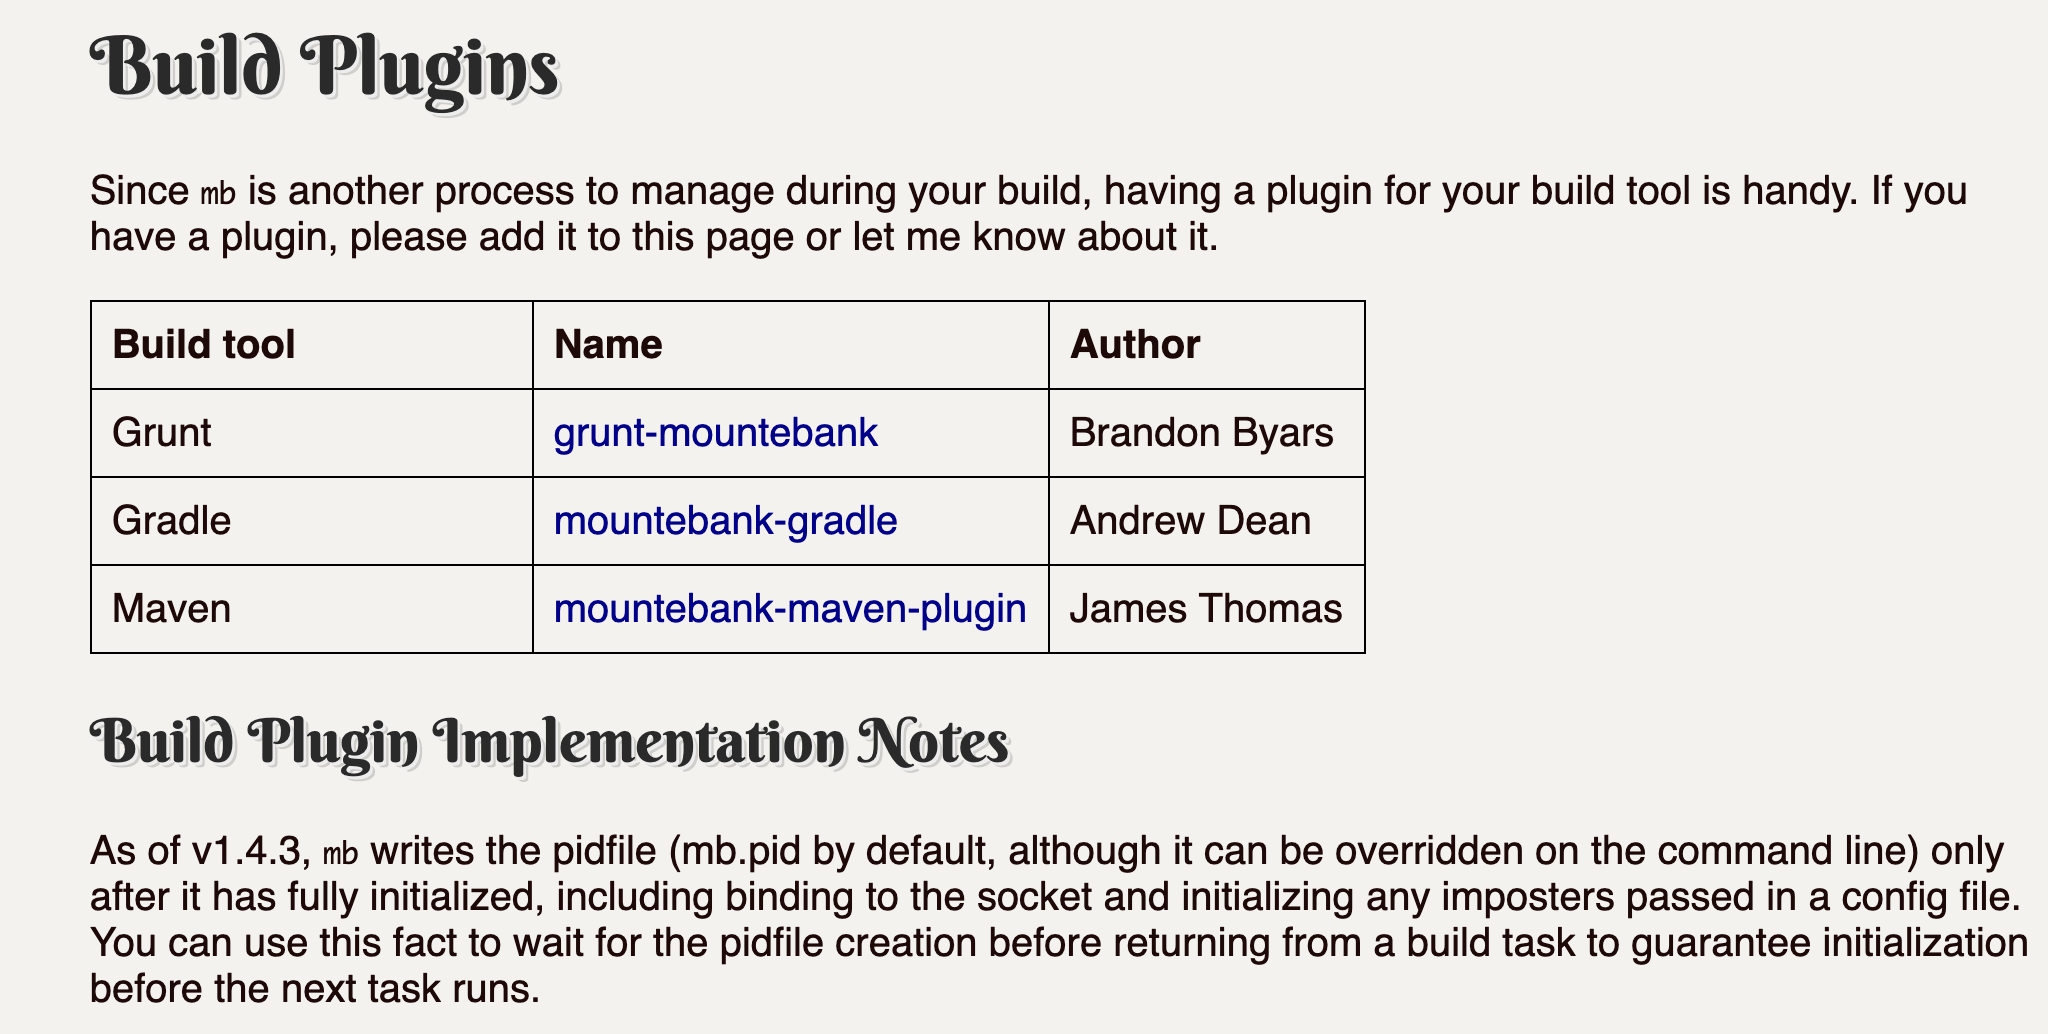 Build Plugins
Since mb is another process to manage during your build, having a plugin for your build tool is handy. If you
have a plugin, please add it to this page or let me know about it.
Build tool Name Author
Grunt grunt-mountebank Brandon Byars
Gradle mountebank-gradle Andrew Dean
Maven mountebank-maven-plugin James Thomas
Build Plugin Implementation Notes
As of v1.4.3, mb writes the pidfile (mb.pid by default, although it can be overridden on the command line) only
after it has fully initialized, including binding to the socket and initializing any imposters passed in a config file.
You can use this fact to wait for the pidfile creation before returning from a build task to guarantee initialization
before the next task runs.